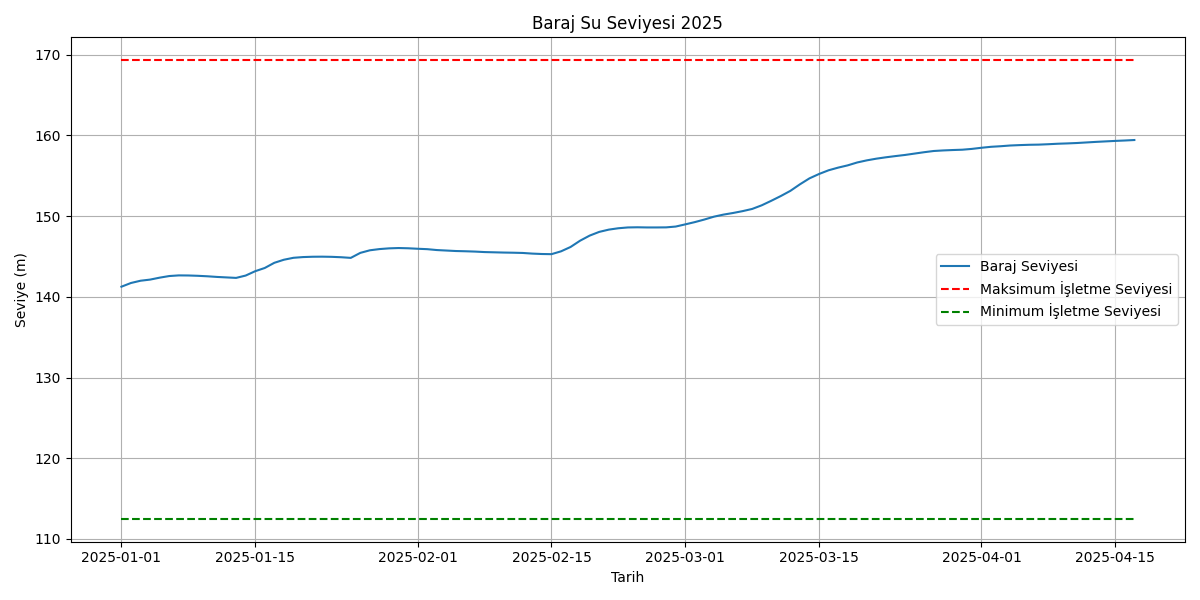 Baraj Su Seviyesi 2025
Seviye (m)
170
160
150
140
130
120
110
Baraj Seviyesi
Maksimum İşletme Seviyesi
Minimum İşletme Seviyesi
2025-01-01 2025-01-15 2025-02-01 2025-02-15 2025-03-01 2025-03-15 2025-04-01 2025-04-15
Tarih